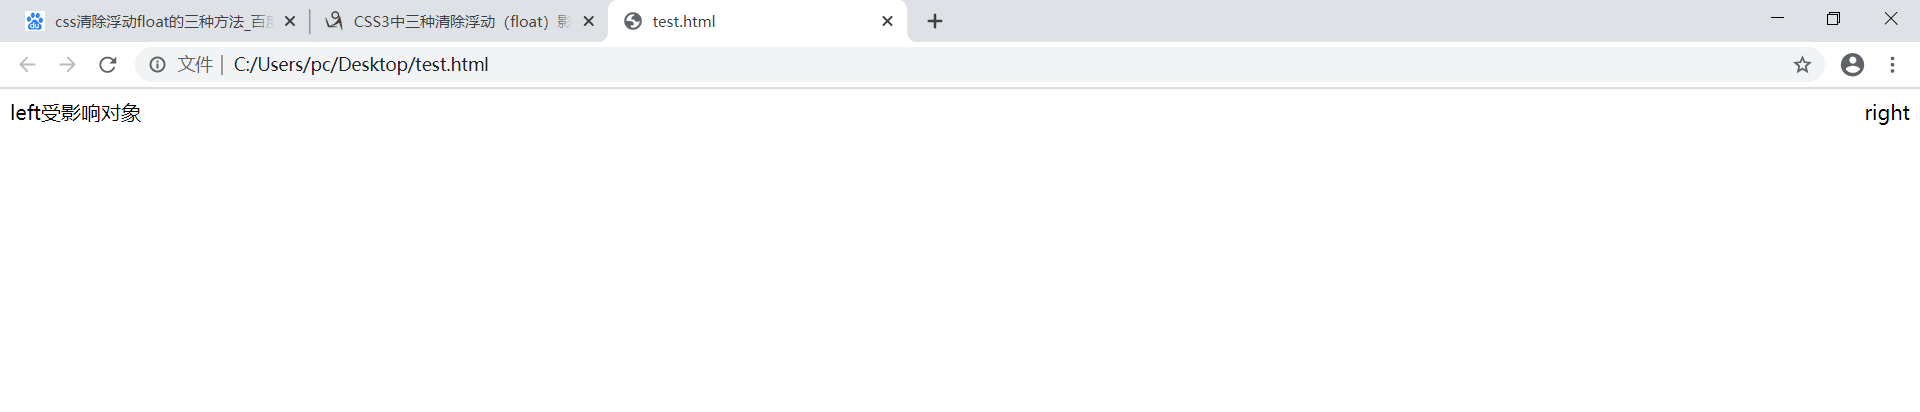 css清除浮动float的三种方法_百度
CSS3中三种清除浮动（float）影
test.html
文件 | C:/Users/pc/Desktop/test.html
left受影响对象
right